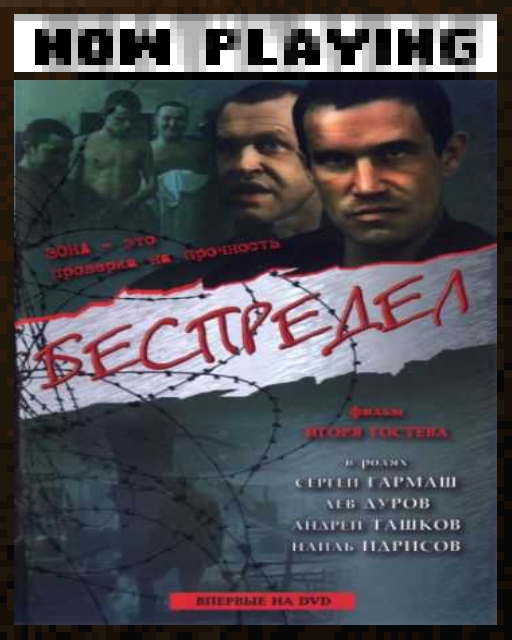 NOW PLAYING
ЗОНА - это
проверка на прочность
БЕСПРЕДЕЛ
фильм
ИГОРЯ ГОСТЕВА
в ролях
СЕРГЕЙ ГАРМАШ
ЛЕВ ДУРОВ
АНДРЕЙ ТАШКОВ
НАИЛЬ ИДРИСОВ
ВПЕРВЫЕ НА DVD